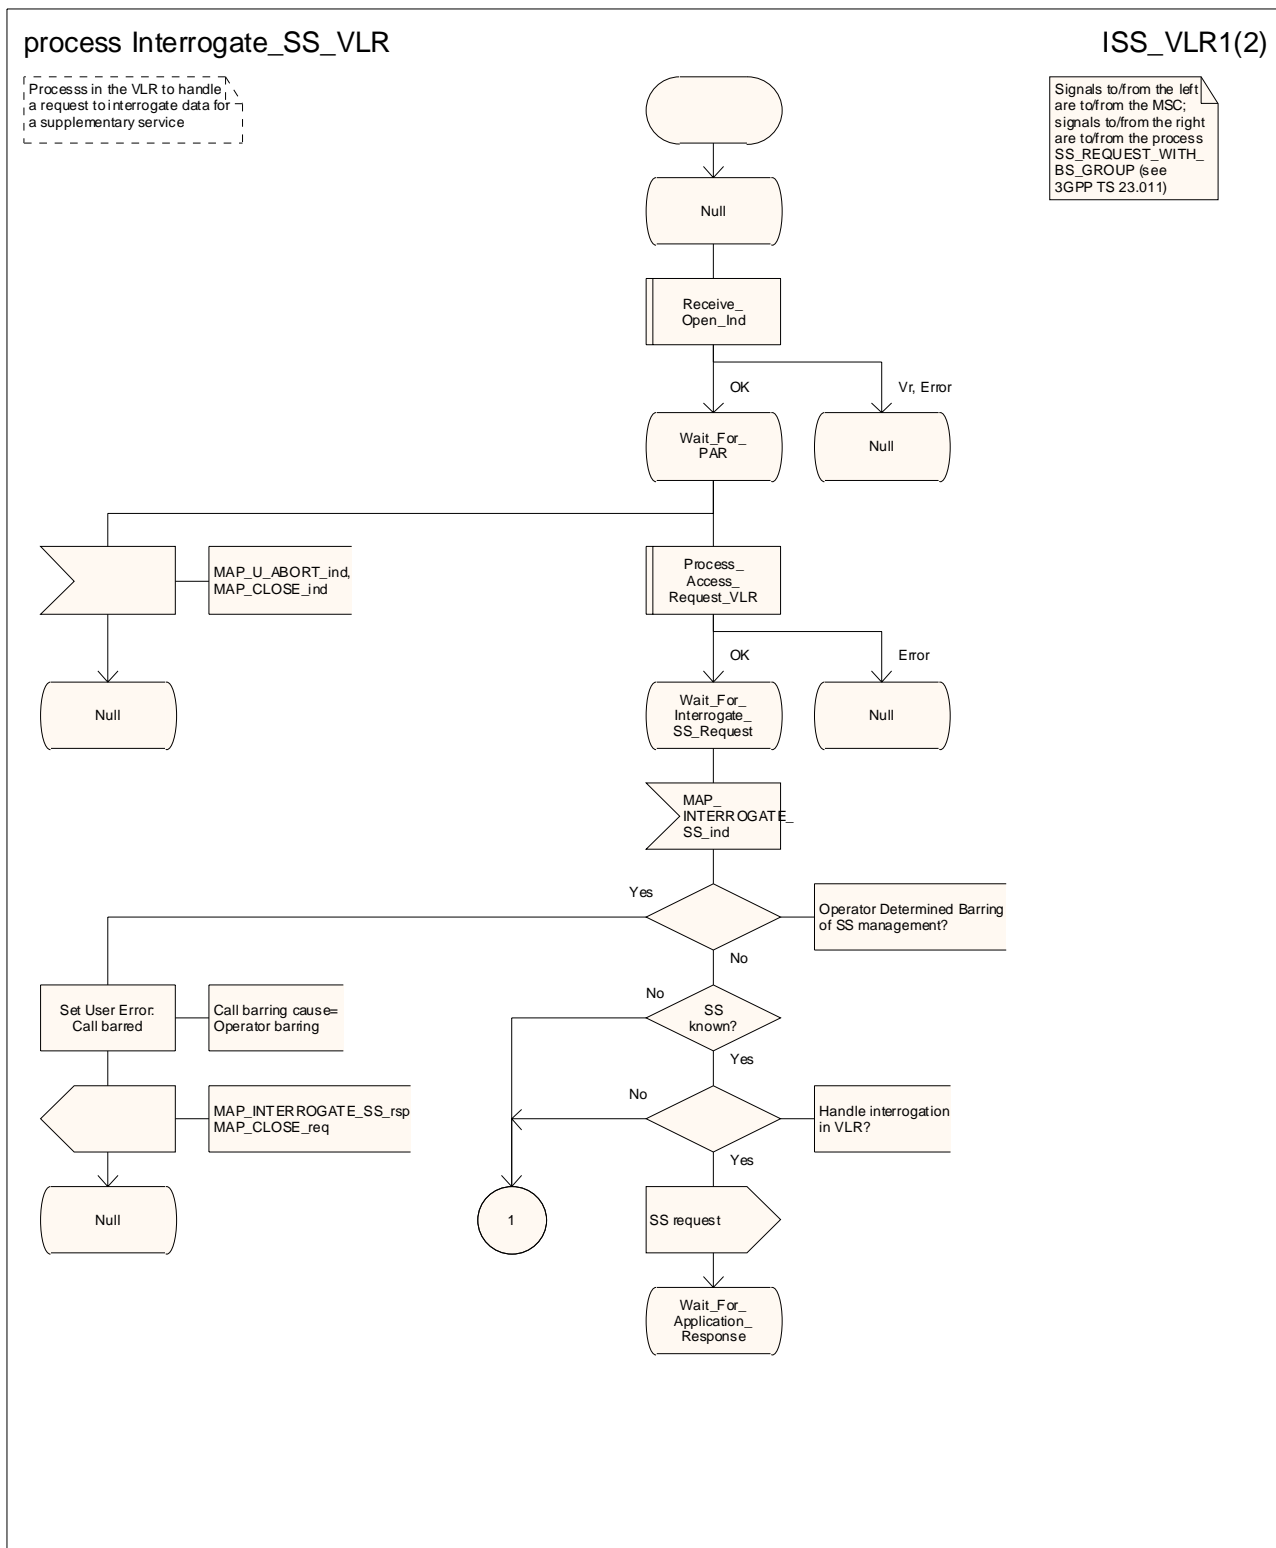 process Interrogate_SS_VLR
ISS_VLR1(2)
Processs in the VLR to handle
a request to interrogate data for
a supplementary service
Signals to/from the left
are to/from the MSC;
signals to/from the right
are to/from the process
SS_REQUEST_WITH_
BS_GROUP (see
3GPP TS 23.011)
Null
Receive_
Open_Ind
OK
Vr, Error
Wait_For_
PAR
Null
MAP_U_ABORT_ind,
MAP_CLOSE_ind
Process_
Access_
Request_VLR
OK
Error
Null
Wait_For_
Interrogate_
SS_Request
Null
MAP_
INTERROGATE_
SS_ind
Yes
Operator Determined Barring
of SS management?
No
Set User Error:
Call barred
Call barring cause=
Operator barring
No
SS
known?
Yes
MAP_INTERROGATE_SS_rsp
MAP_CLOSE_req
No
Handle interrogation
in VLR?
Yes
Null
1
SS request
Wait_For_
Application_
Response